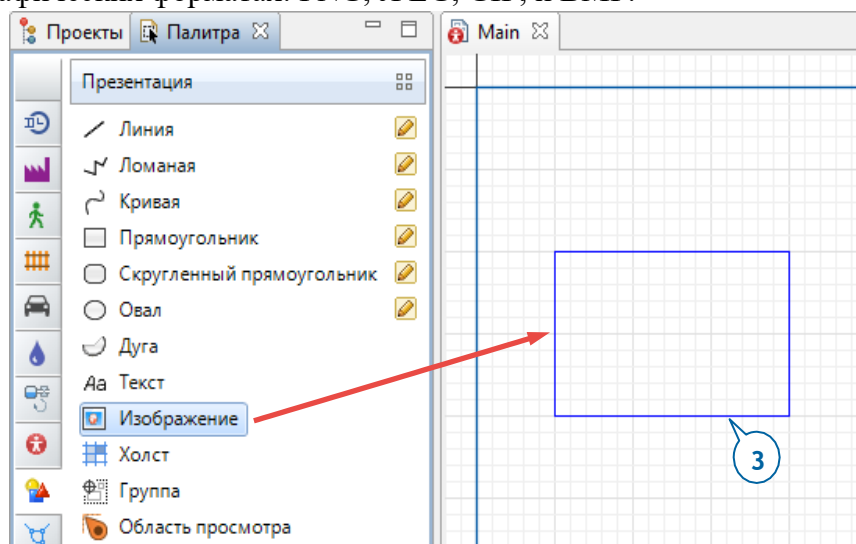 Проекты Палитра Main
Презентация
Линия
Ломаная
Кривая
Прямоугольник
Скругленный прямоугольник
Овал
Дуга
Aa Текст
Изображение
Холст
3
Группа
Область просмотра